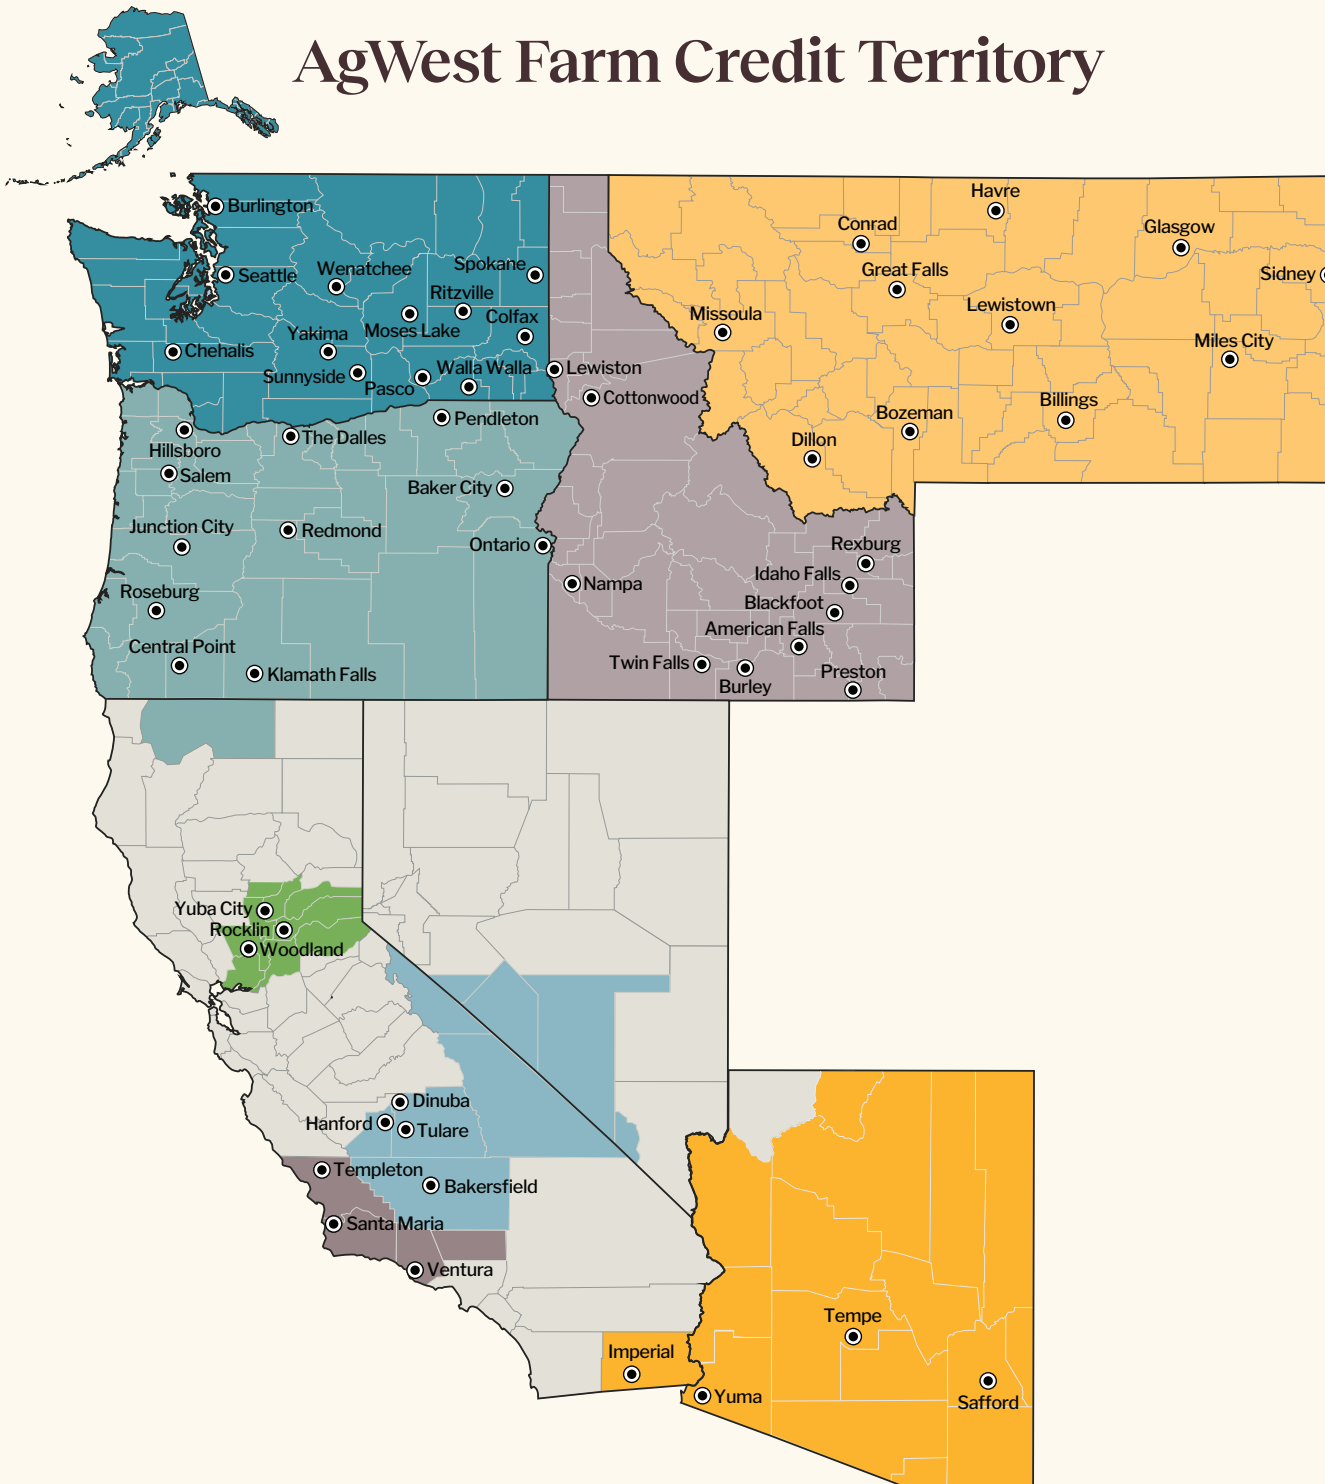 AgWest Farm Credit Territory
Burlington
Havre
Conrad
Glasgow
Seattle
Wenatchee
Spokane
Great Falls
Sidney
Ritzville
Lewistown
Missoula
Colfax
Moses Lake
Yakima
Miles City
Chehalis
Sunnyside
Pasco
Walla Walla
Lewiston
Cottonwood
Billings
Bozeman
Pendleton
The Dalles
Dillon
Hillsboro
Salem
Baker City
Junction City
Redmond
Ontario
Rexburg
Idaho Falls
Nampa
Roseburg
Blackfoot
American Falls
Central Point
Twin Falls
Klamath Falls
Preston
Burley
Yuba City
Rocklin
Woodland
Dinuba
Hanford
Tulare
Templeton
Bakersfield
Santa Maria
Ventura
Tempe
Imperial
Yuma
Safford